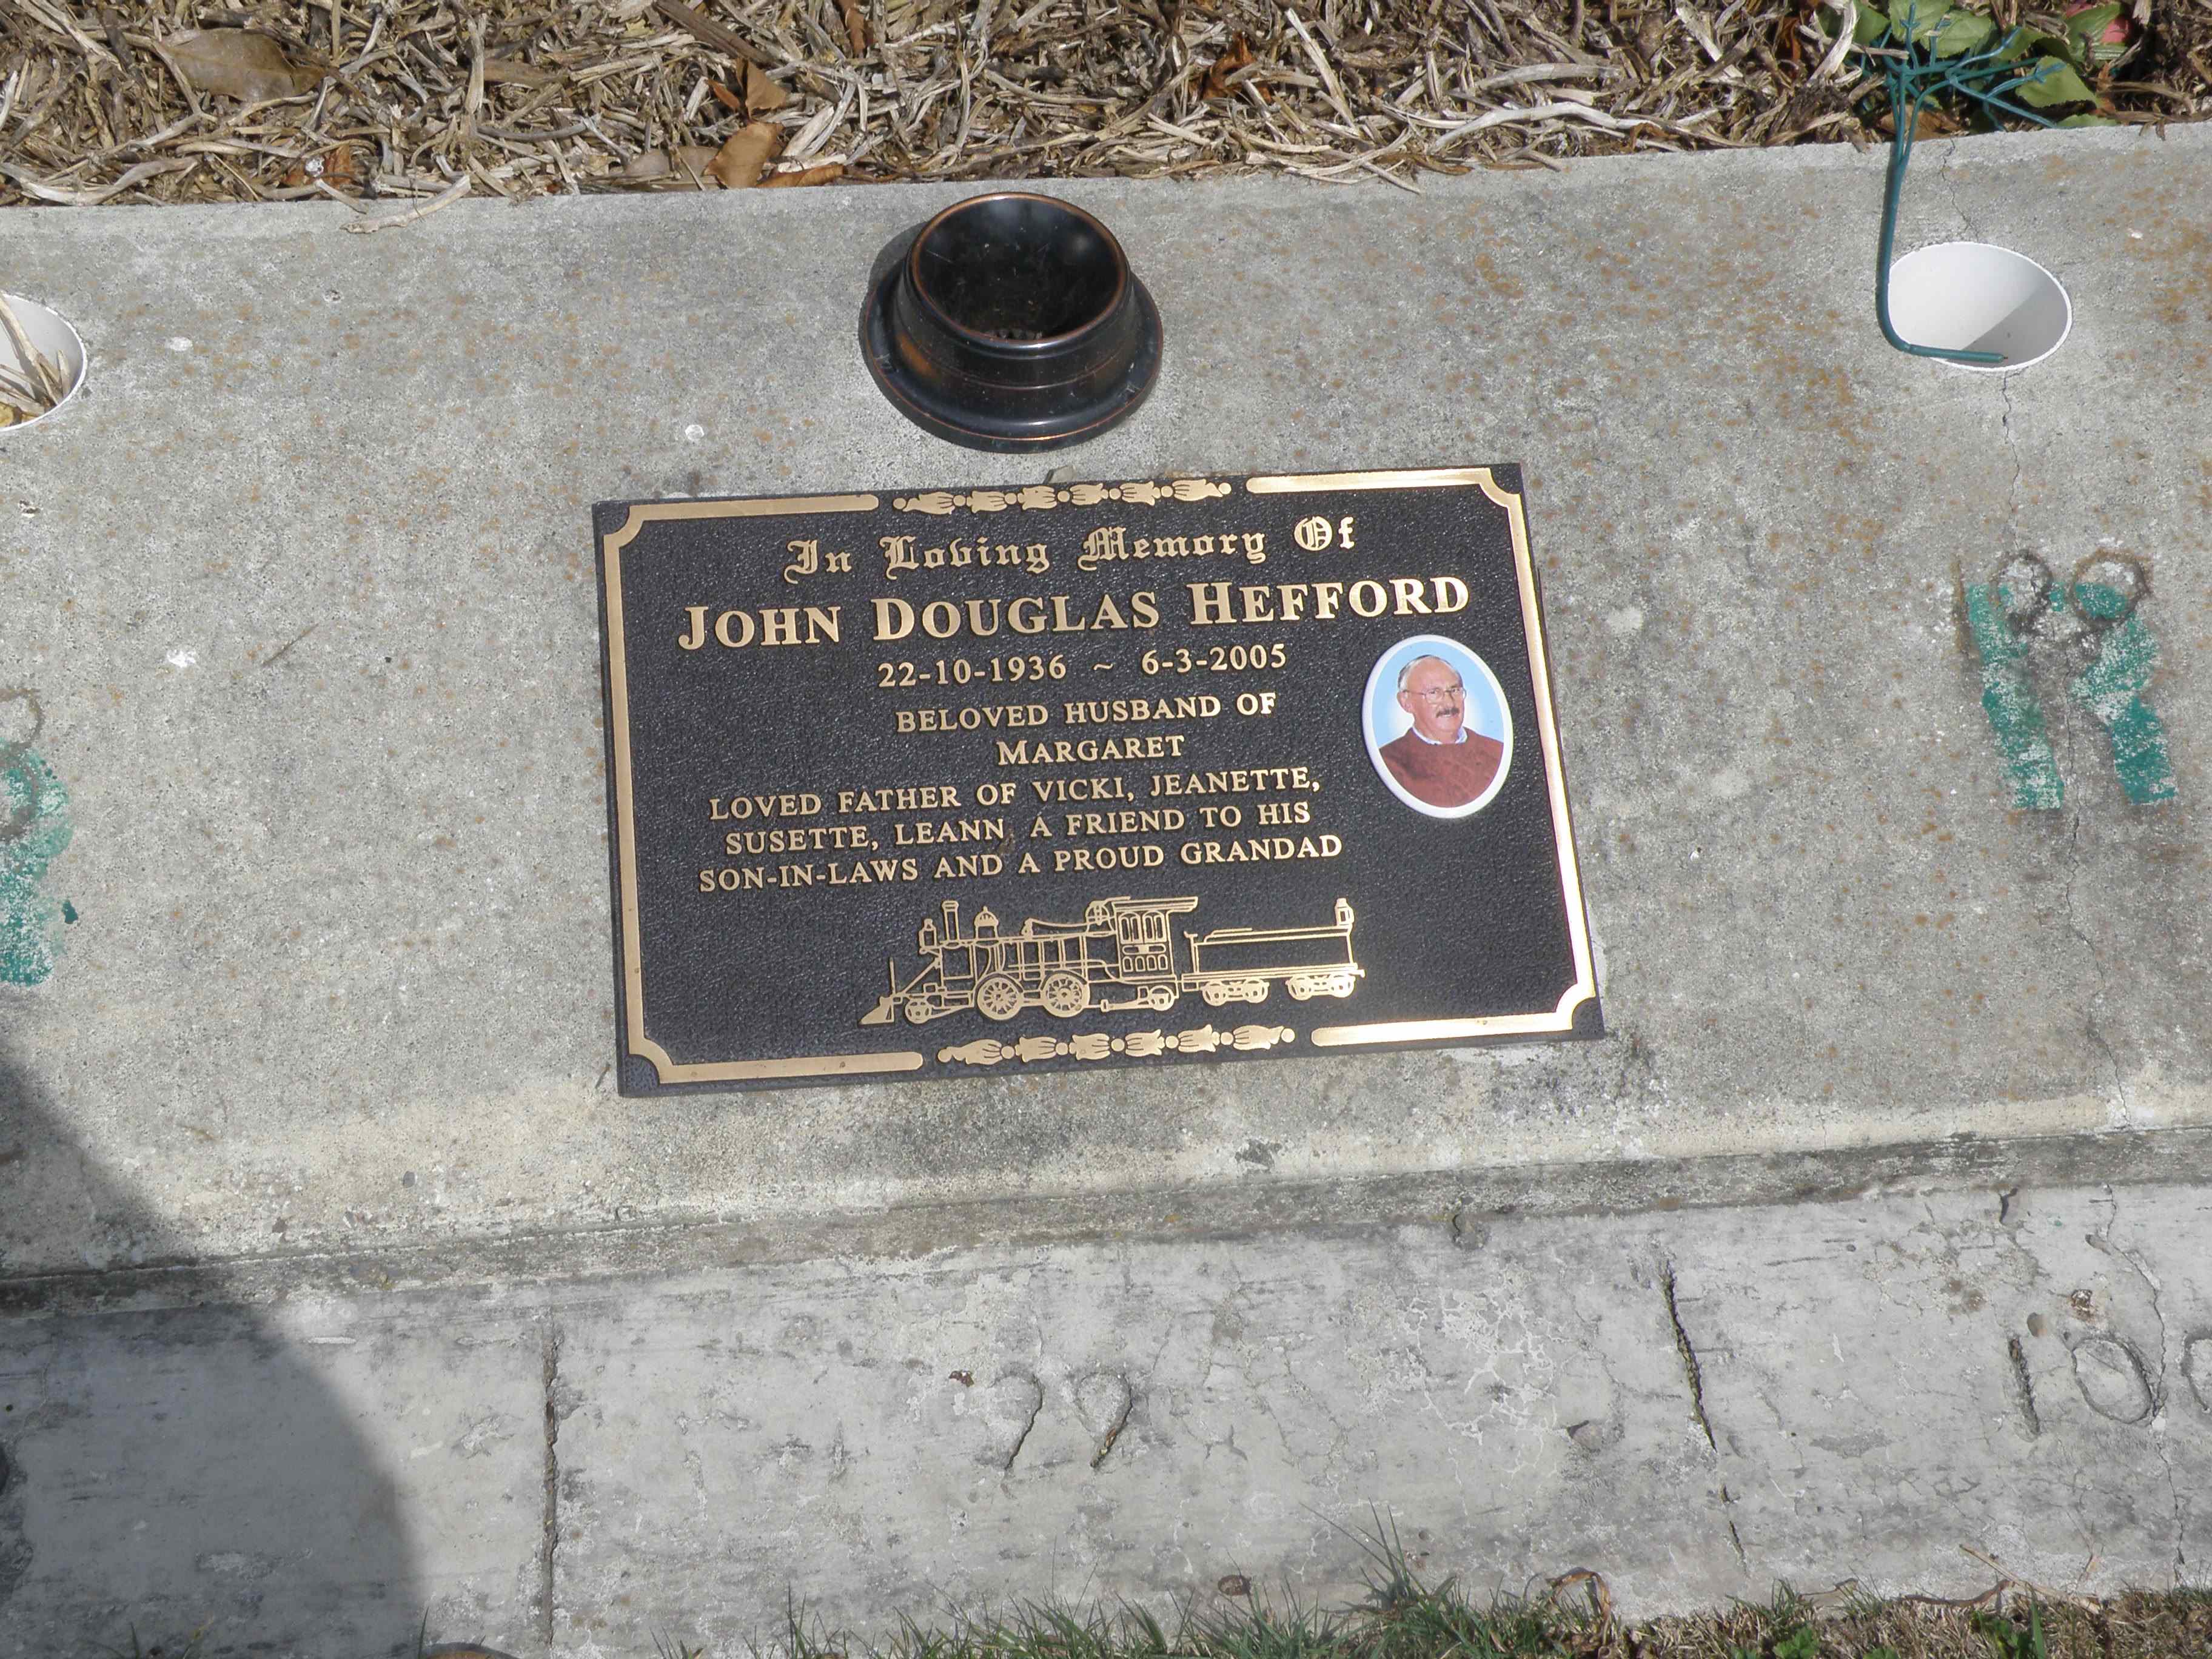 In Loving Memory Of
JOHN DOUGLAS HEFFORD
22-10-1936 ~ 6-3-2005
BELOVED HUSBAND OF
MARGARET
LOVED FATHER OF VICKI, JEANETTE,
SUSETTE, LEANN, A FRIEND TO HIS
SON-IN-LAWS AND A PROUD GRANDAD
R
99